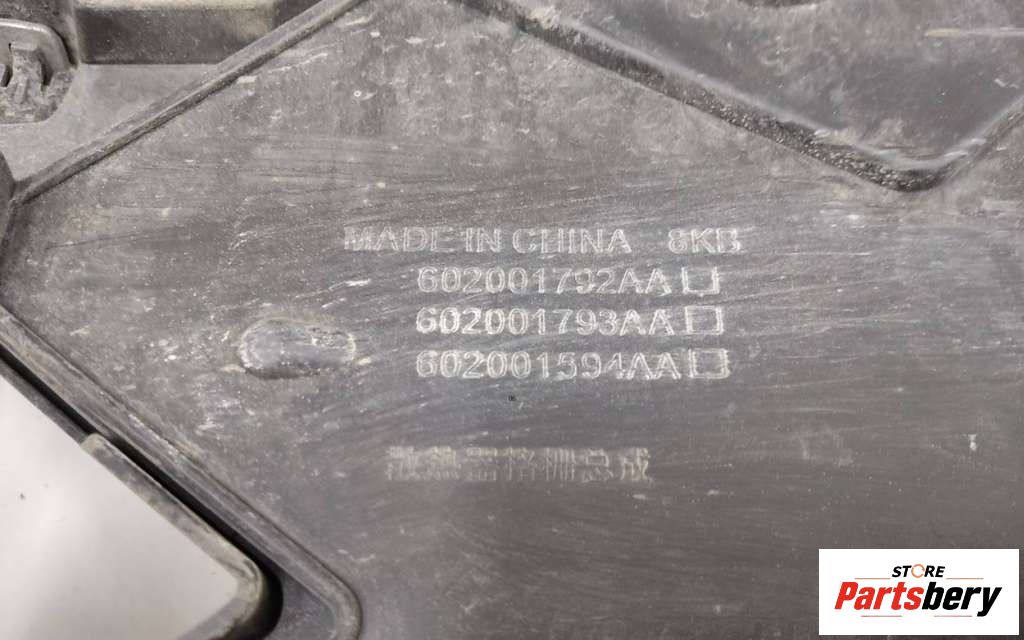 MADE IN CHINA 8KB
602001792AA□
602001793AA□
602001594AA□
散热器格栅总成
STORE
Partsbery